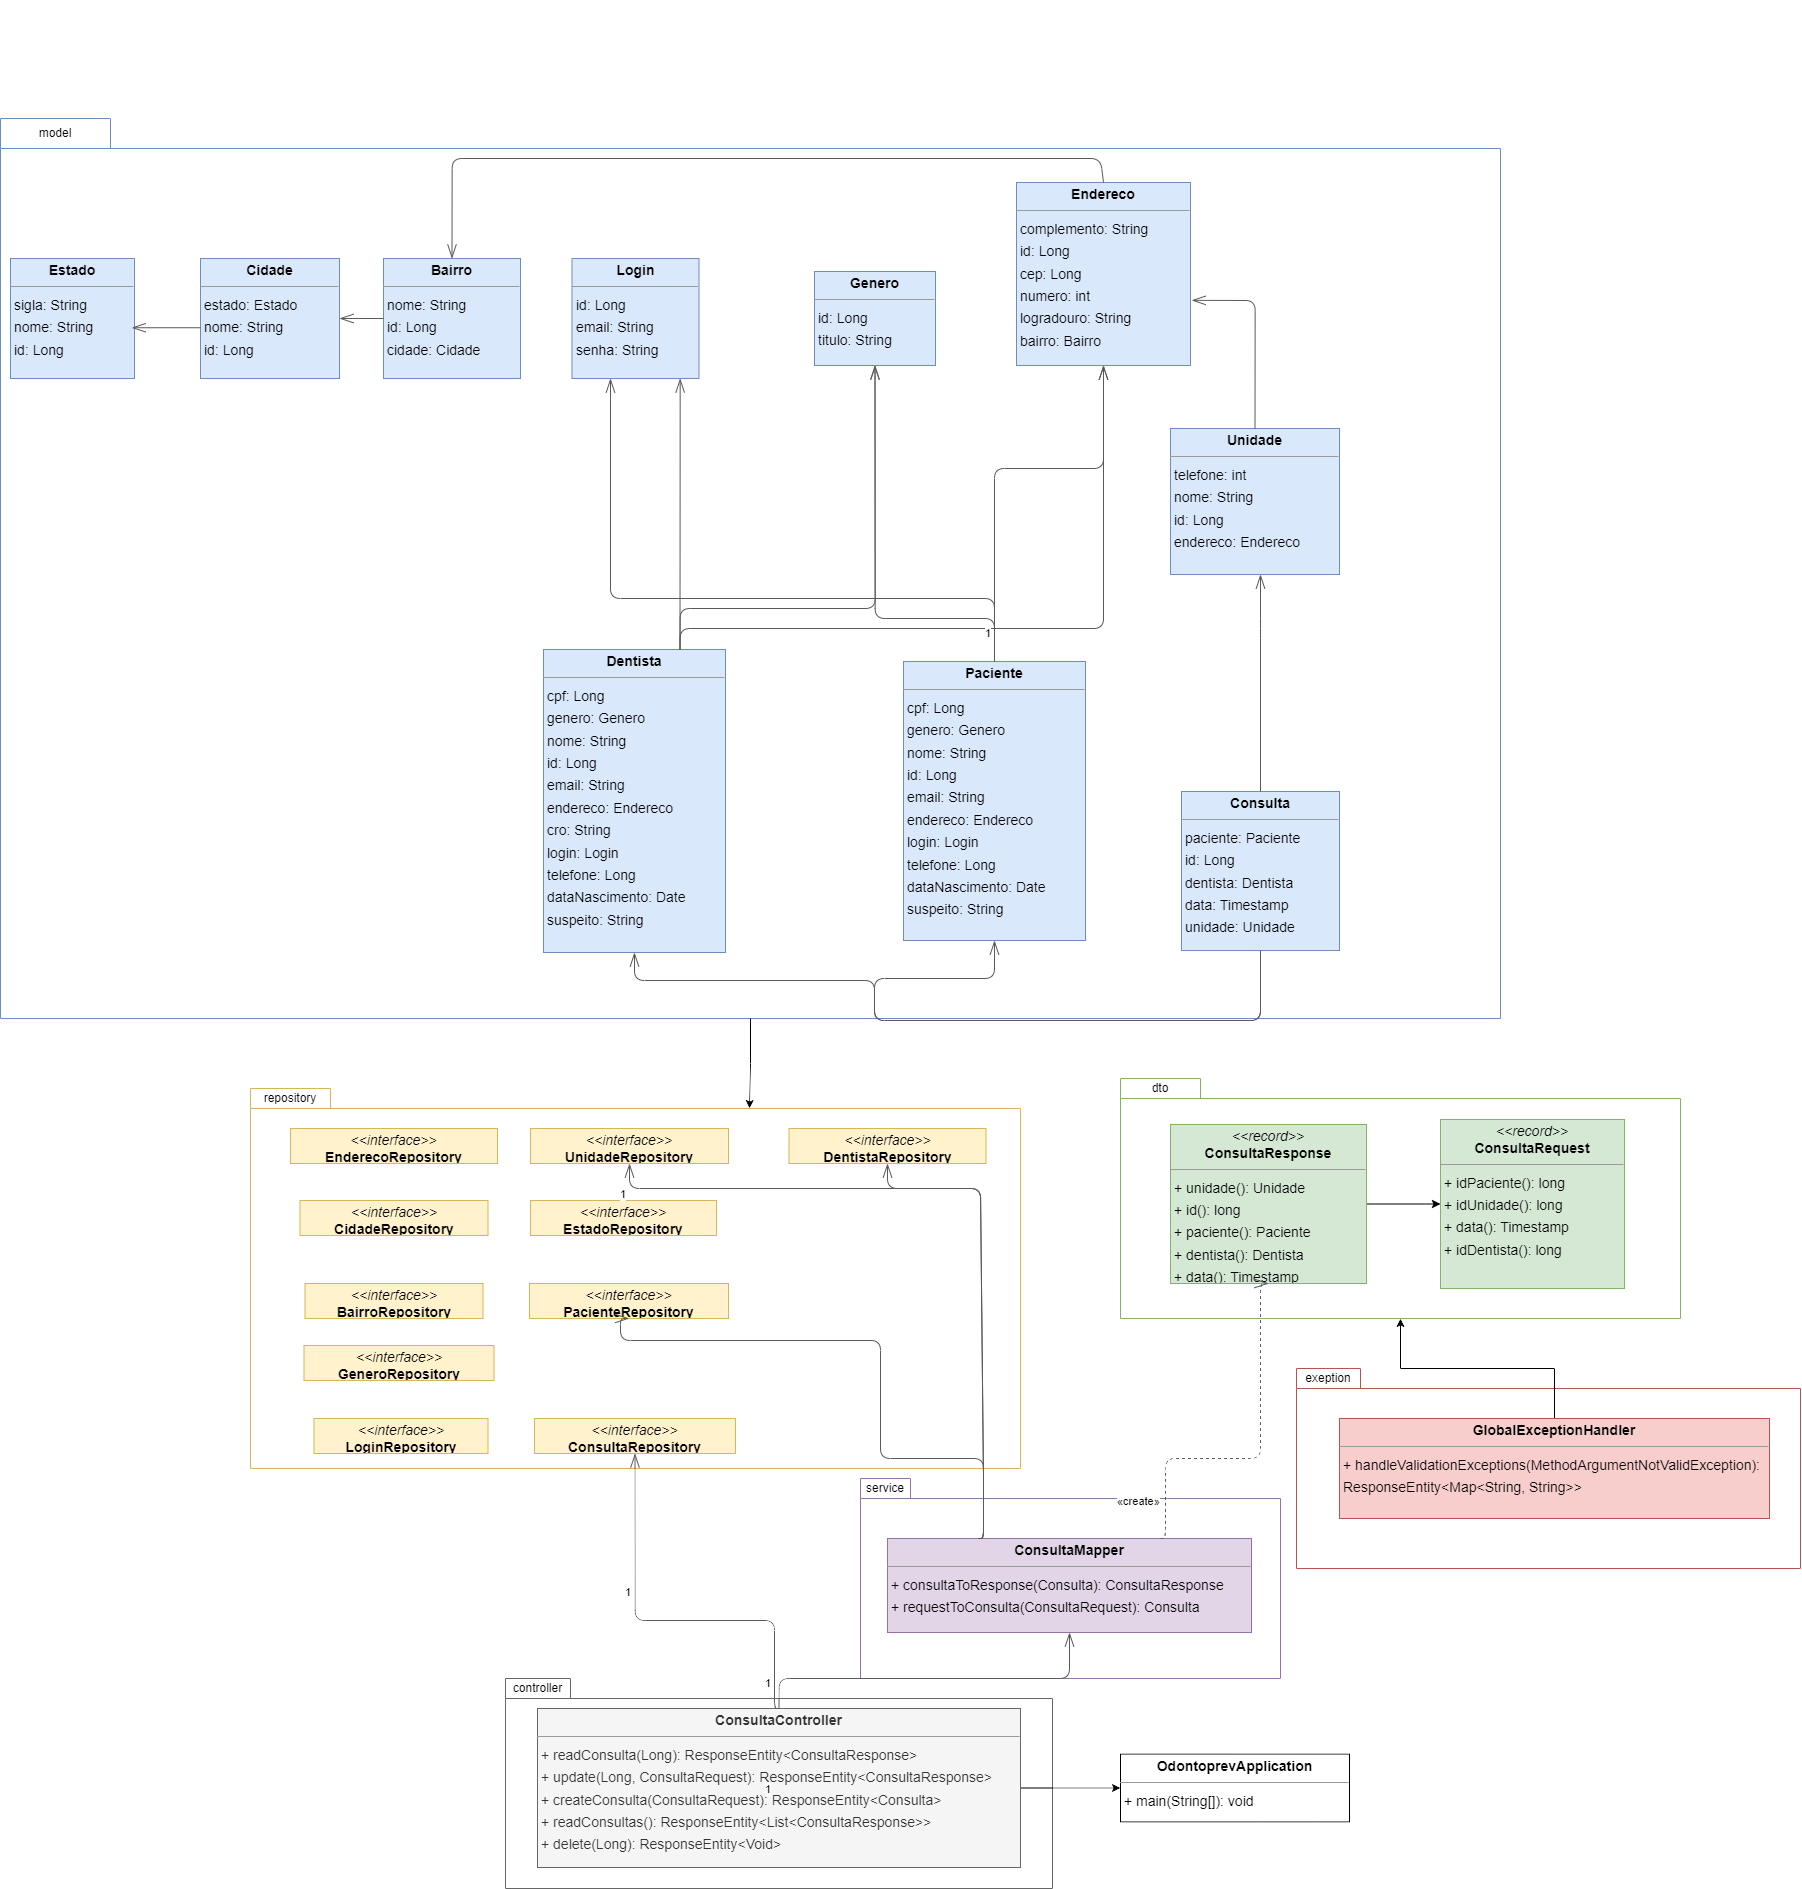 model
Endereco
complemento: String
id: Long
cep: Long
numero: int
logradouro: String
bairro: Bairro
Estado
sigla: String
nome: String
id: Long
Cidade
estado: Estado
nome: String
id: Long
Bairro
nome: String
id: Long
cidade: Cidade
Login
id: Long
email: String
senha: String
Genero
id: Long
titulo: String
Unidade
telefone: int
nome: String
id: Long
endereco: Endereco
1
Dentista
cpf: Long
genero: Genero
nome: String
id: Long
email: String
endereco: Endereco
cro: String
login: Login
telefone: Long
dataNascimento: Date
suspeito: String
Paciente
cpf: Long
genero: Genero
nome: String
id: Long
email: String
endereco: Endereco
login: Login
telefone: Long
dataNascimento: Date
suspeito: String
Consulta
paciente: Paciente
id: Long
dentista: Dentista
data: Timestamp
unidade: Unidade
repository
<<interface>>
EnderecoRepository
<<interface>>
UnidadeRepository
<<interface>>
DentistaRepository
1
<<interface>>
CidadeRepository
<<interface>>
EstadoRepository
<<interface>>
BairroRepository
<<interface>>
PacienteRepository
<<interface>>
GeneroRepository
<<interface>>
LoginRepository
<<interface>>
ConsultaRepository
dto
<<record>>
ConsultaResponse
+ unidade(): Unidade
+ id(): long
+ paciente(): Paciente
+ dentista(): Dentista
+ data(): Timestamp
<<record>>
ConsultaRequest
+ idPaciente(): long
+ idUnidade(): long
+ data(): Timestamp
+ idDentista(): long
exeption
GlobalExceptionHandler
+ handleValidationExceptions(MethodArgumentNotValidException):
ResponseEntity<Map<String, String>>
service
«create»
ConsultaMapper
+ consultaToResponse(Consulta): ConsultaResponse
+ requestToConsulta(ConsultaRequest): Consulta
1
1
controller
ConsultaController
+ readConsulta(Long): ResponseEntity<ConsultaResponse>
+ update(Long, ConsultaRequest): ResponseEntity<ConsultaResponse>
1
+ createConsulta(ConsultaRequest): ResponseEntity<Consulta>
+ readConsultas(): ResponseEntity<List<ConsultaResponse>>
+ delete(Long): ResponseEntity<Void>
OdontoprevApplication
+ main(String[]): void